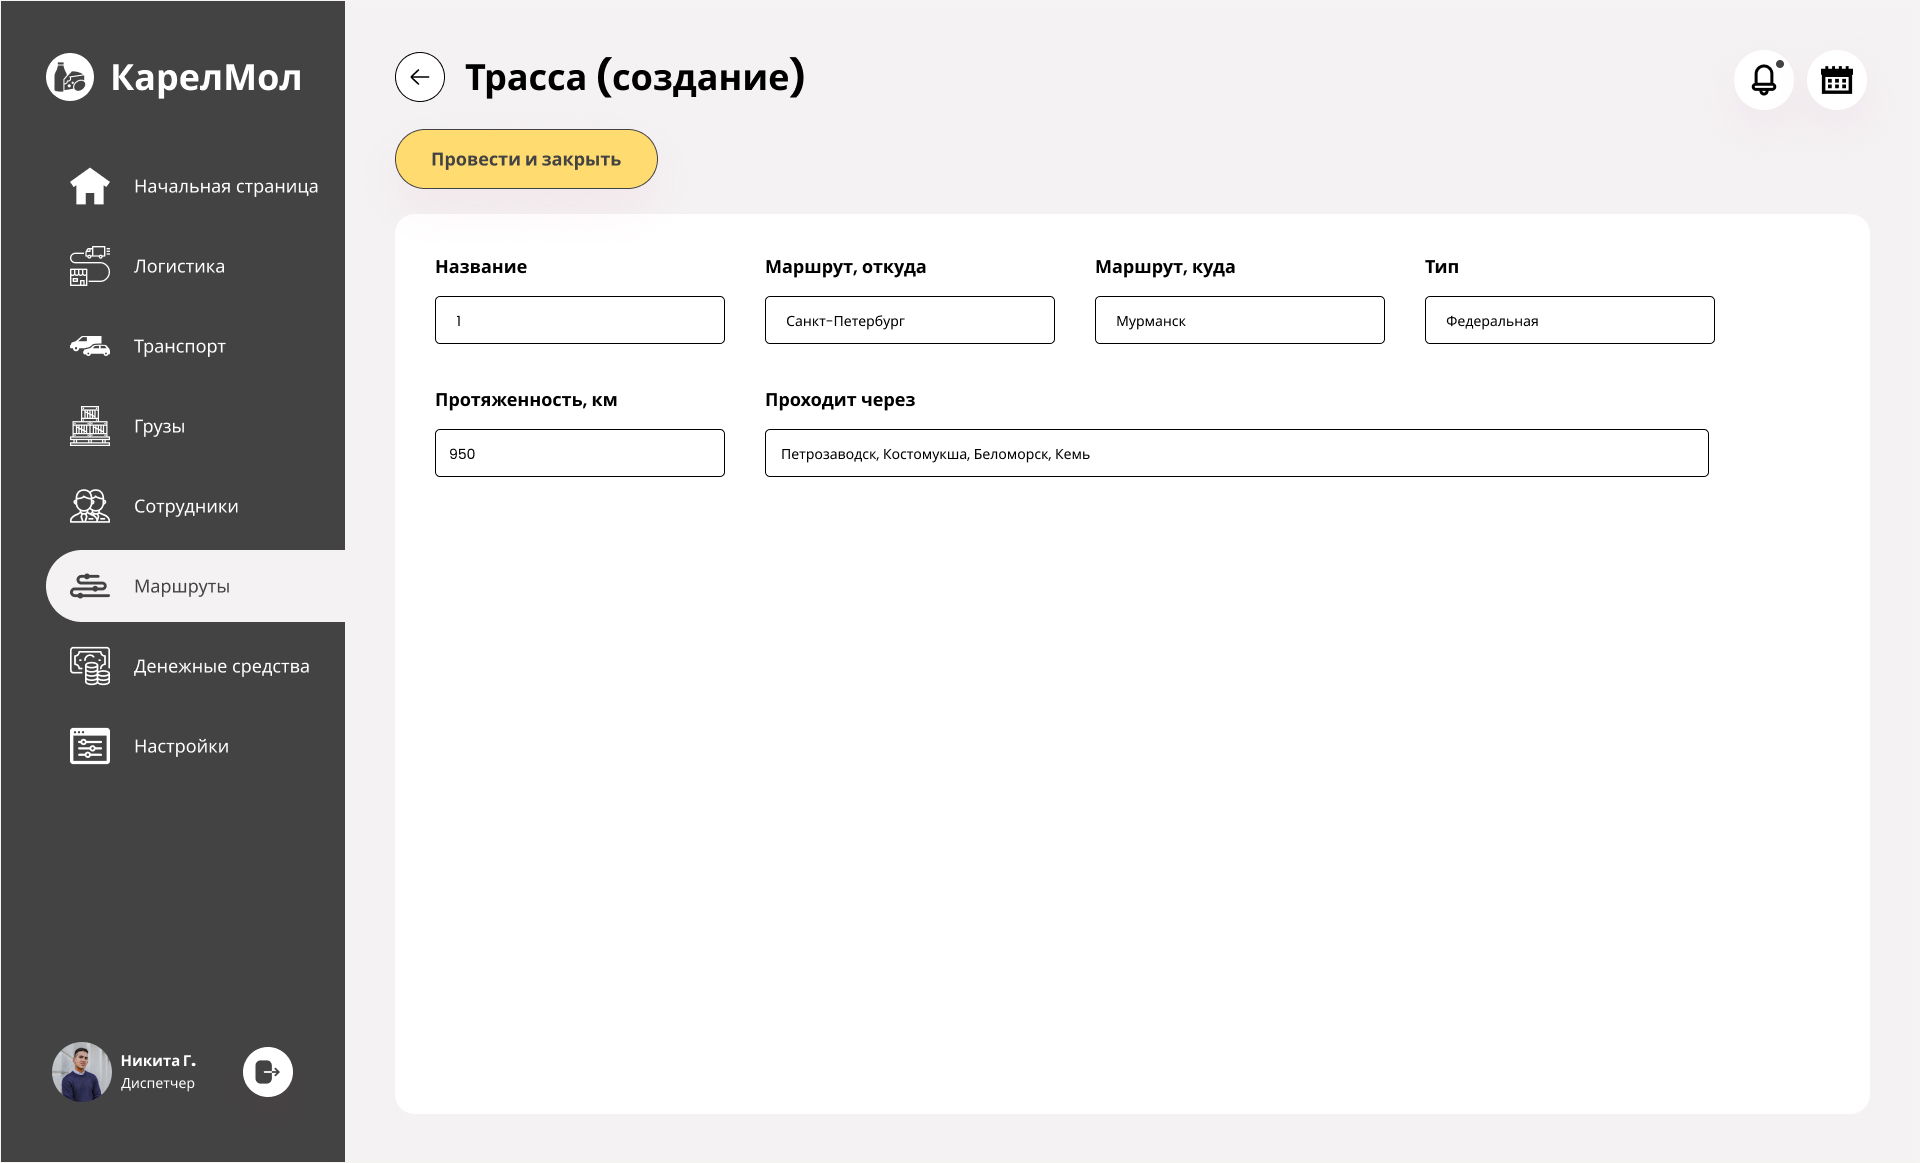 КарелМол
Начальная страница
Логистика
Транспорт
Грузы
Сотрудники
Маршруты
Денежные средства
Настройки
Никита Г.
Диспетчер
Трасса (создание)
Провести и закрыть
Название
Маршрут, откуда
Маршрут, куда
Тип
1
Санкт-Петербург
Мурманск
Федеральная
Протяженность, км
Проходит через
950
Петрозаводск, Костомукша, Беломорск, Кемь